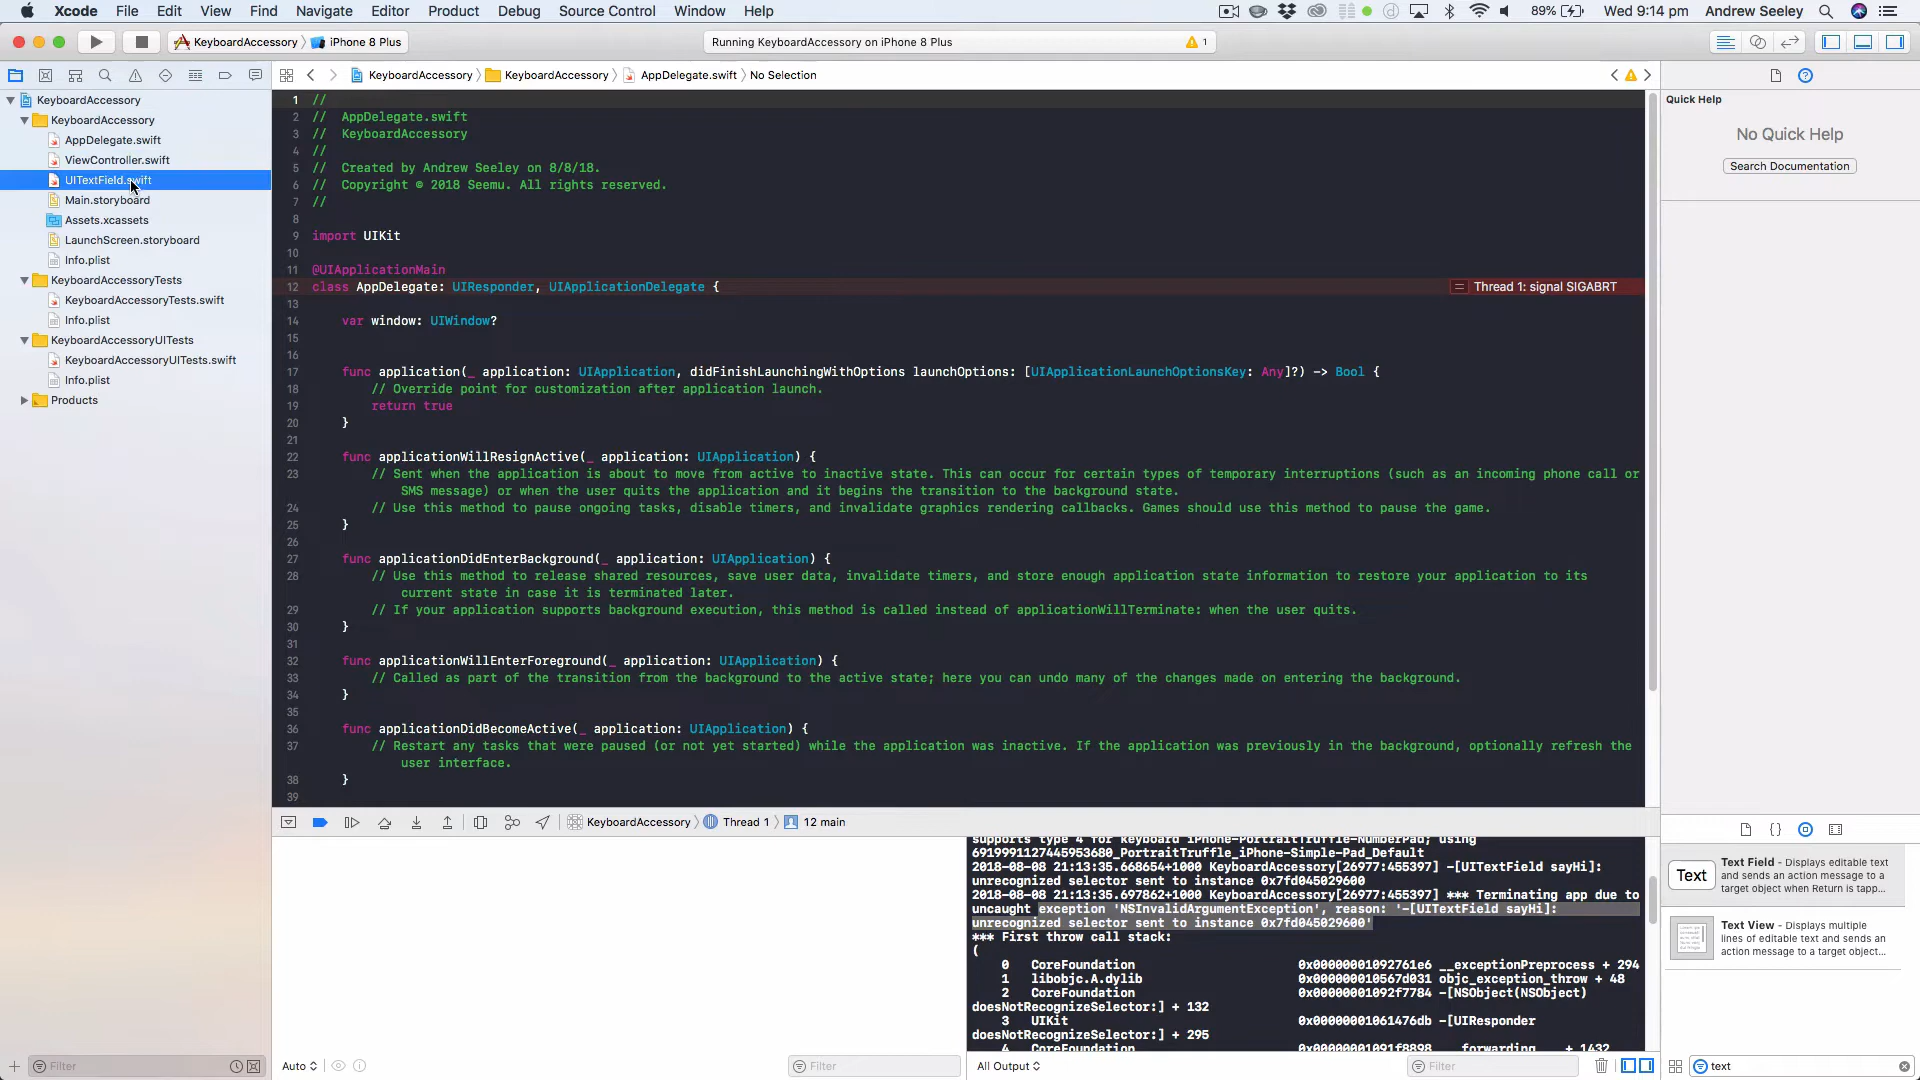 Xcode File Edit View Find Navigate Editor Product Debug Source Control Window Help 89% Wed 9:14 pm Andrew Seeley
KeyboardAccessory iPhone 8 Plus Running KeyboardAccessory on iPhone 8 Plus 1
KeyboardAccessory KeyboardAccessory AppDelegate.swift No Selection
KeyboardAccessory
KeyboardAccessory
AppDelegate.swift
ViewController.swift
UITextField.swift
Main.storyboard
Assets.xcassets
LaunchScreen.storyboard
Info.plist
KeyboardAccessoryTests
KeyboardAccessoryTests.swift
Info.plist
KeyboardAccessoryUITests
KeyboardAccessoryUITests.swift
Info.plist
Products
Filter
1 //
2 // AppDelegate.swift
3 // KeyboardAccessory
4 //
5 // Created by Andrew Seeley on 8/8/18.
6 // Copyright © 2018 Seemu. All rights reserved.
7 //
8
9 import UIKit
10
11 @UIApplicationMain
12 class AppDelegate: UIResponder, UIApplicationDelegate { Thread 1: signal SIGABRT
13
14 var window: UIWindow?
15
16
17 func application(_ application: UIApplication, didFinishLaunchingWithOptions launchOptions: [UIApplicationLaunchOptionsKey: Any]?) -> Bool {
18 // Override point for customization after application launch.
19 return true
20 }
21
22 func applicationWillResignActive(_ application: UIApplication) {
23 // Sent when the application is about to move from active to inactive state. This can occur for certain types of temporary interruptions (such as an incoming phone call or
SMS message) or when the user quits the application and it begins the transition to the background state.
24 // Use this method to pause ongoing tasks, disable timers, and invalidate graphics rendering callbacks. Games should use this method to pause the game.
25 }
26
27 func applicationDidEnterBackground(_ application: UIApplication) {
28 // Use this method to release shared resources, save user data, invalidate timers, and store enough application state information to restore your application to its
current state in case it is terminated later.
29 // If your application supports background execution, this method is called instead of applicationWillTerminate: when the user quits.
30 }
31
32 func applicationWillEnterForeground(_ application: UIApplication) {
33 // Called as part of the transition from the background to the active state; here you can undo many of the changes made on entering the background.
34 }
35
36 func applicationDidBecomeActive(_ application: UIApplication) {
37 // Restart any tasks that were paused (or not yet started) while the application was inactive. If the application was previously in the background, optionally refresh the
user interface.
38 }
39
KeyboardAccessory Thread 1 12 main
Auto Filter
supports type 4 for keyboard iPhone-PortraitTruffle-NumberPad; using
6919991127445953680_PortraitTruffle_iPhone-Simple-Pad_Default
2018-08-08 21:13:35.668654+1000 KeyboardAccessory[26977:455397] -[UITextField sayHi]:
unrecognized selector sent to instance 0x7fd045029600
2018-08-08 21:13:35.697862+1000 KeyboardAccessory[26977:455397] *** Terminating app due to
uncaught exception 'NSInvalidArgumentException', reason: '-[UITextField sayHi]:
unrecognized selector sent to instance 0x7fd045029600'
*** First throw call stack:
(
0 CoreFoundation 0x00000001092761e6 __exceptionPreprocess + 294
1 libobjc.A.dylib 0x000000010567d031 objc_exception_throw + 48
2 CoreFoundation 0x00000001092f7784 -[NSObject(NSObject)
doesNotRecognizeSelector:] + 132
3 UIKit 0x00000001061476db -[UIResponder
doesNotRecognizeSelector:] + 295
4 CoreFoundation 0x00000001091f8898 ___forwarding___ + 1432
All Output Filter
Quick Help
No Quick Help
Search Documentation
Text
Text Field - Displays editable text
and sends an action message to a
target object when Return is tapp...
Text View - Displays multiple
lines of editable text and sends an
action message to a target object...
text